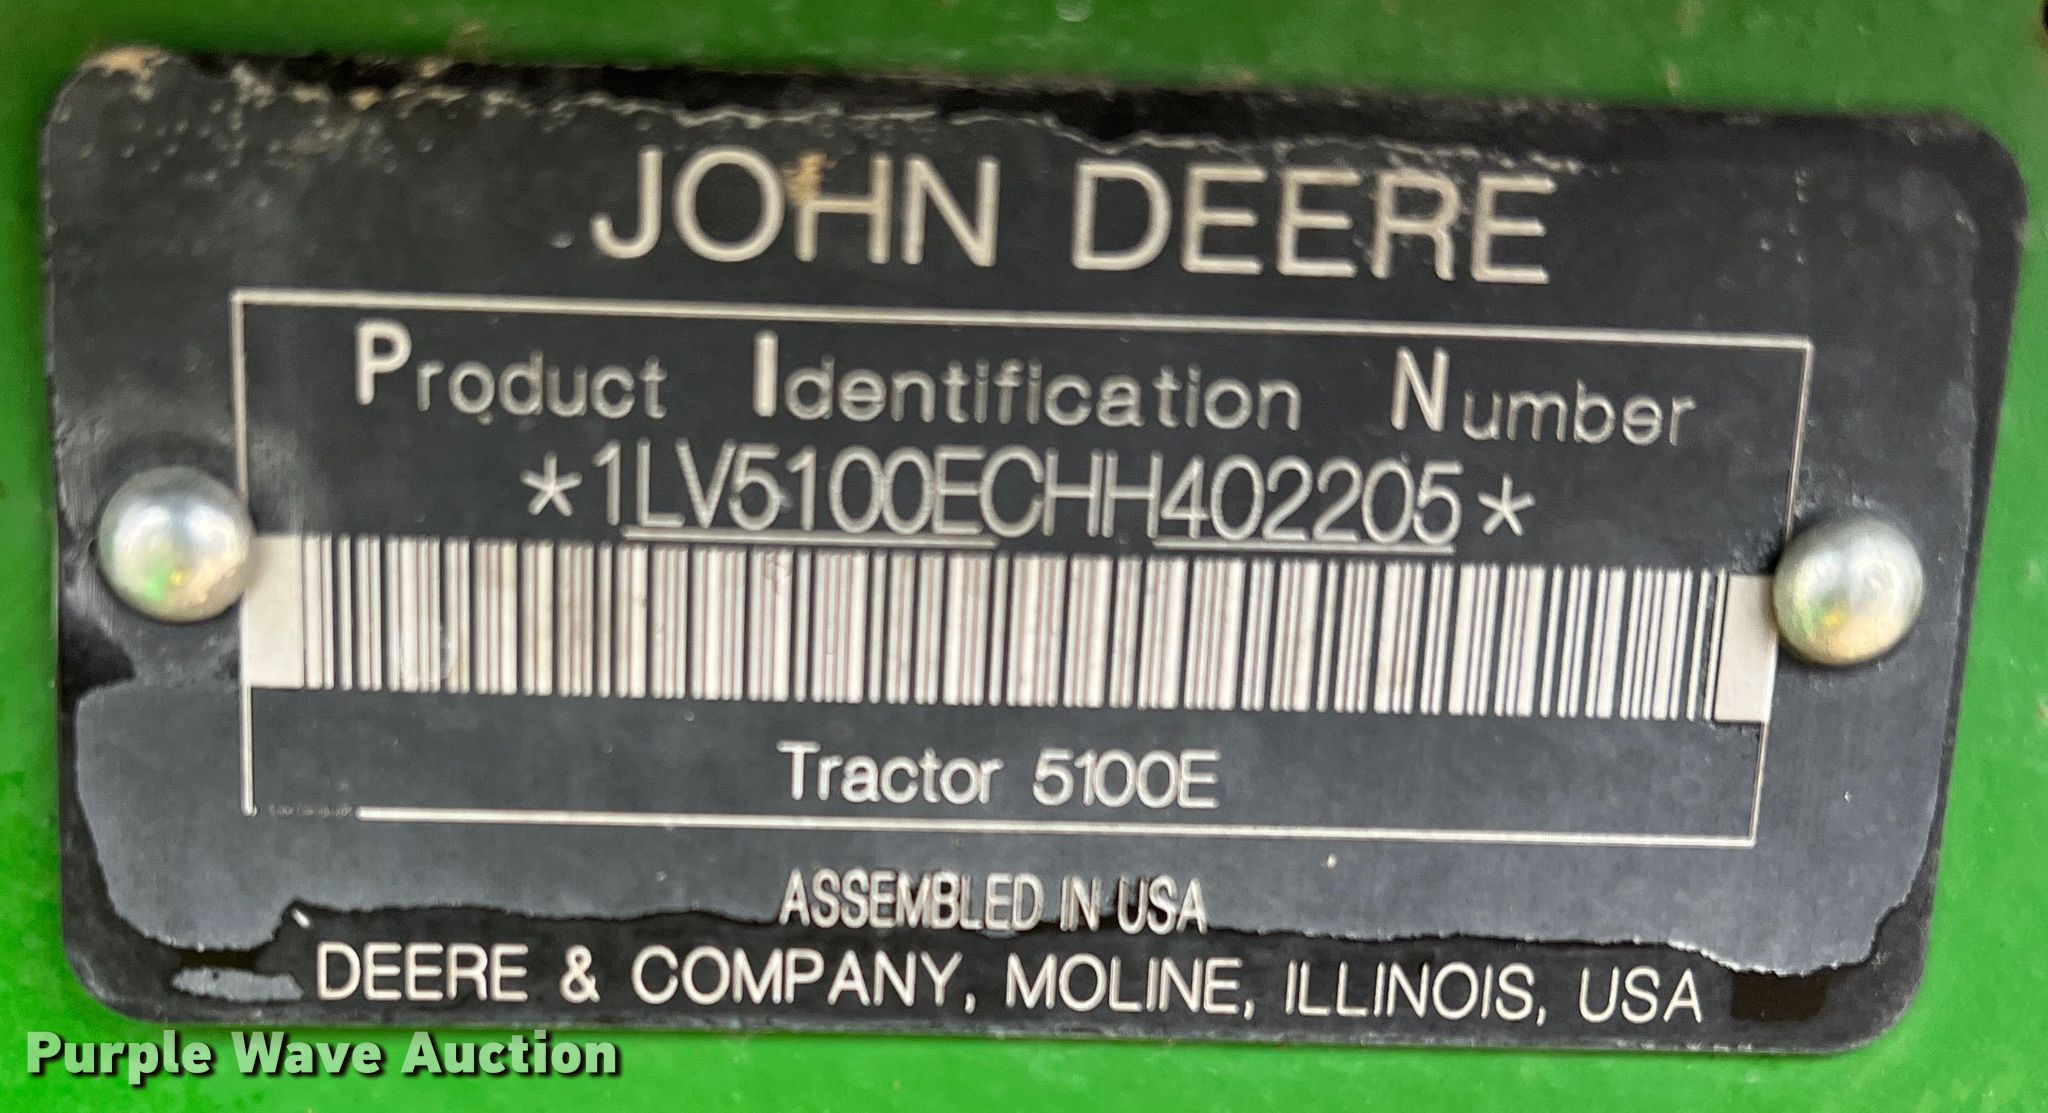 JOHN DEERE
Product Identification Number
*1LV5100ECHH402205*
Tractor 5100E
ASSEMBLED IN USA
DEERE & COMPANY, MOLINE, ILLINOIS, USA
Purple Wave Auction